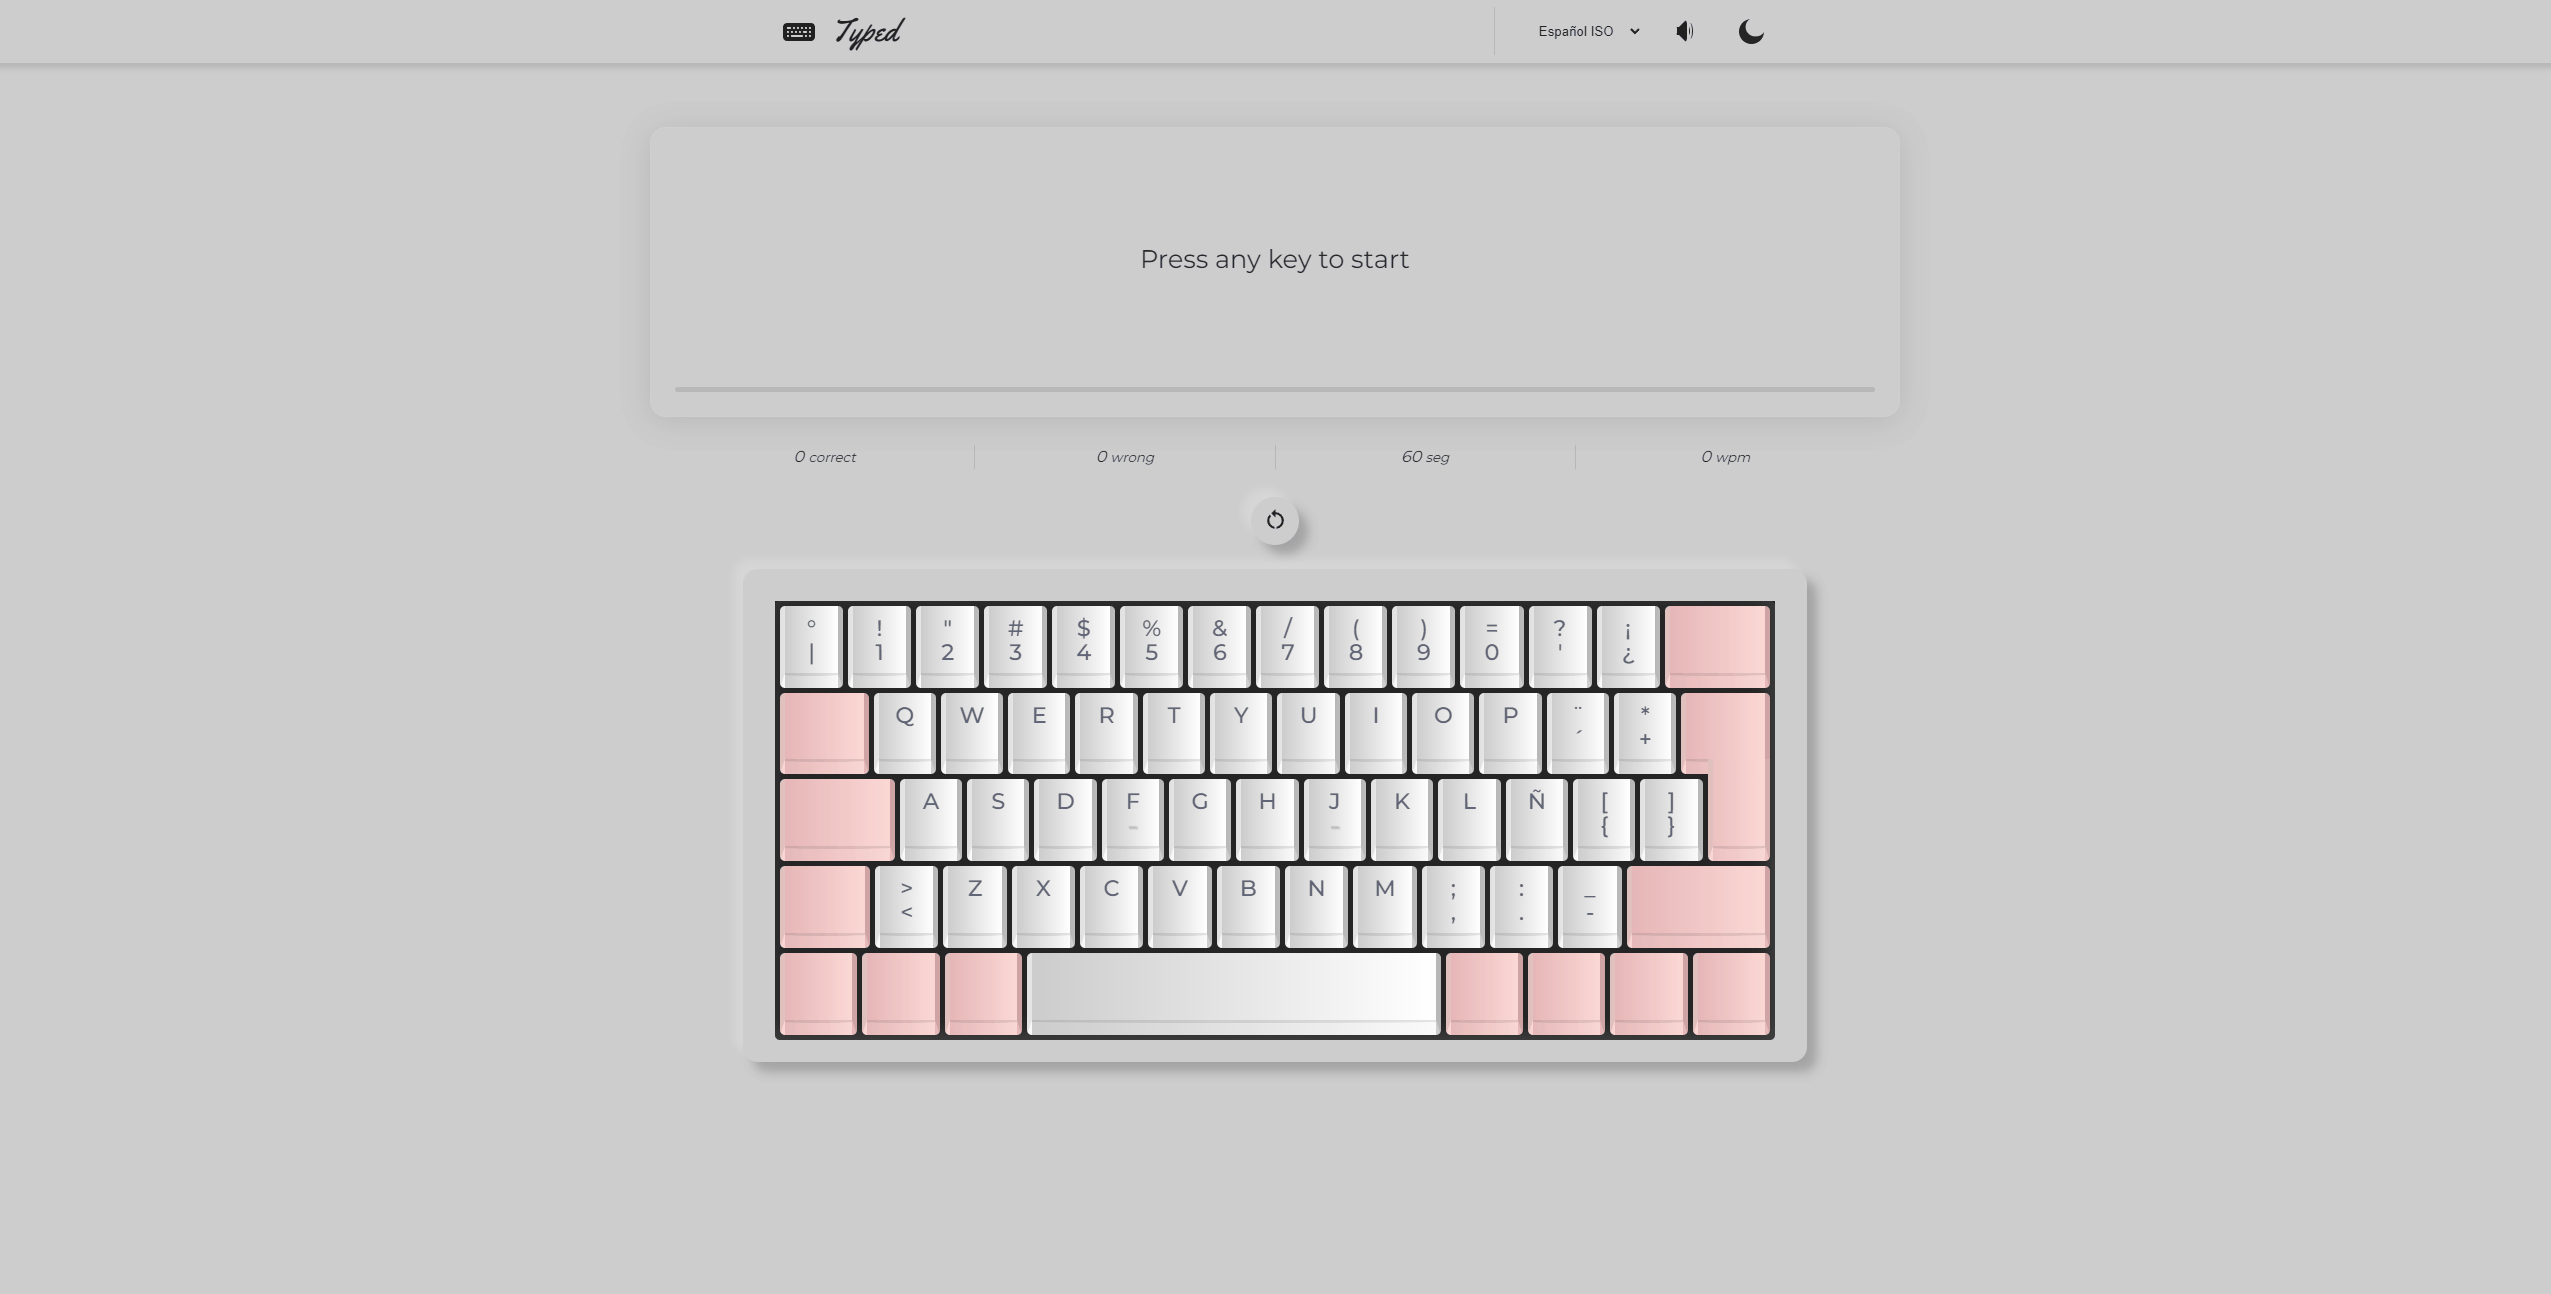 Typed
Español ISO
Press any key to start
0 correct
0 wrong
60 seg
0 wpm
° ! " # $ % & / ( ) = ? ¡
| 1 2 3 4 5 6 7 8 9 0 ' ¿
Q W E R T Y U I O P ¨ *
´ +
A S D F G H J K L Ñ [ ]
{ }
> Z X C V B N M ; : _
< , . -